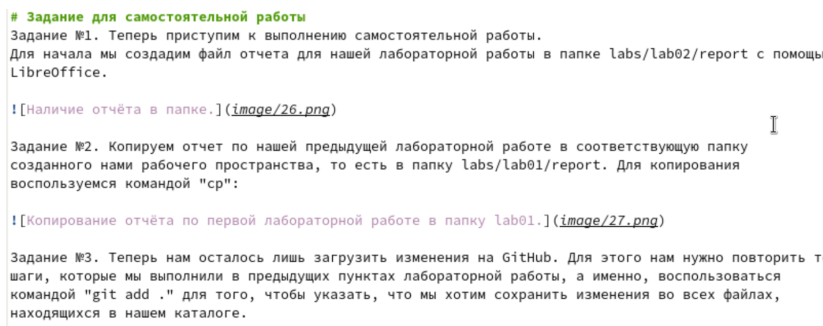 # Задание для самостоятельной работы
Задание №1. Теперь приступим к выполнению самостоятельной работы.
Для начала мы создадим файл отчета для нашей лабораторной работы в папке labs/lab02/report с
LibreOffice.
![Наличие отчёта в папке.](image/26.png)
Задание №2. Копируем отчет по нашей предыдущей лабораторной работе в соответствующую папку
созданного нами рабочего пространства, то есть в папку labs/lab01/report. Для копирования
воспользуемся командой "cp":
![Копирование отчёта по первой лабораторной работе в папку lab01.](image/27.png)
Задание №3. Теперь нам осталось лишь загрузить изменения на GitHub. Для этого нам нужно повторить
шаги, которые мы выполнили в предыдущих пунктах лабораторной работы, а именно, воспользоваться
командой "git add ." для того, чтобы указать, что мы хотим сохранить изменения во всех файлах,
находящихся в нашем каталоге.